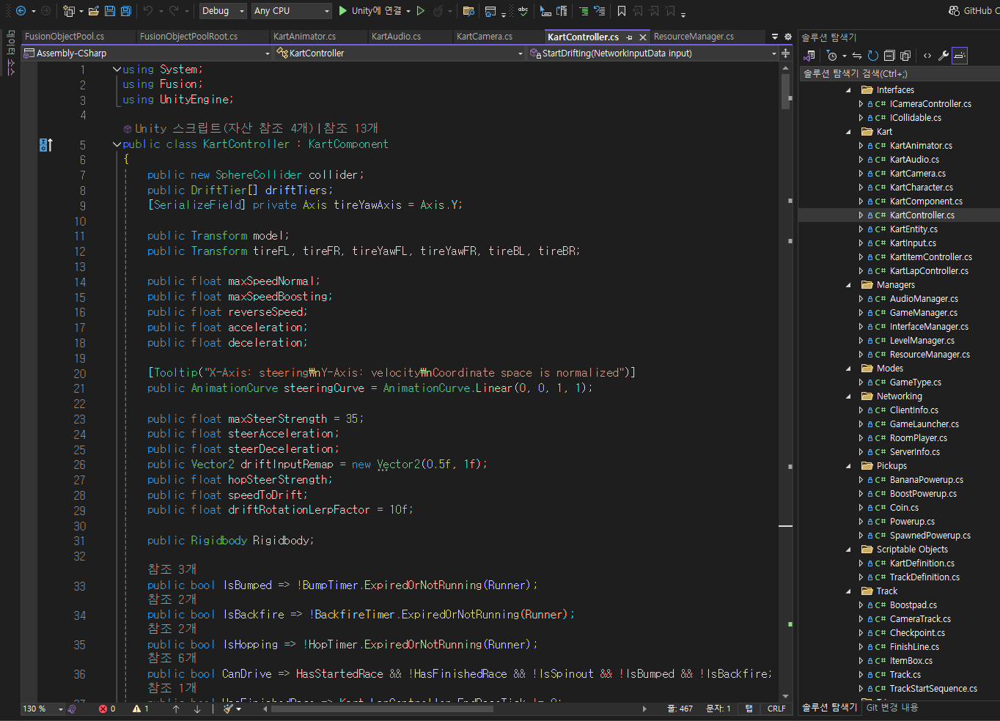 Debug
Any CPU
Unity에 연결
GitHub C
FusionObjectPool.cs
FusionObjectPoolRoot.cs
KartAnimator.cs
KartAudio.cs
KartCamera.cs
KartController.cs
ResourceManager.cs
Assembly-CSharp
KartController
StartDrifting(NetworkInputData input)
데이터 소스
1 using System;
2 using Fusion;
3 using UnityEngine;
4
Unity 스크립트(자산 참조 4개)|참조 13개
5 public class KartController : KartComponent
6 {
7 public new SphereCollider collider;
8 public DriftTier[] driftTiers;
9 [SerializeField] private Axis tireYawAxis = Axis.Y;
10
11 public Transform model;
12 public Transform tireFL, tireFR, tireYawFL, tireYawFR, tireBL, tireBR;
13
14 public float maxSpeedNormal;
15 public float maxSpeedBoosting;
16 public float reverseSpeed;
17 public float acceleration;
18 public float deceleration;
19
20 [Tooltip("X-Axis: steering₩nY-Axis: velocity₩nCoordinate space is normalized")]
21 public AnimationCurve steeringCurve = AnimationCurve.Linear(0, 0, 1, 1);
22
23 public float maxSteerStrength = 35;
24 public float steerAcceleration;
25 public float steerDeceleration;
26 public Vector2 driftInputRemap = new Vector2(0.5f, 1f);
27 public float hopSteerStrength;
28 public float speedToDrift;
29 public float driftRotationLerpFactor = 10f;
30
31 public Rigidbody Rigidbody;
32
참조 3개
33 public bool IsBumped => !BumpTimer.ExpiredOrNotRunning(Runner);
참조 2개
34 public bool IsBackfire => !BackfireTimer.ExpiredOrNotRunning(Runner);
참조 2개
35 public bool IsHopping => !HopTimer.ExpiredOrNotRunning(Runner);
참조 6개
36 public bool CanDrive => HasStartedRace && !HasFinishedRace && !IsSpinout && !IsBumped && !IsBackfire;
참조 1개
37 public bool HasFinishedRace => Kart.LapController.EndRaceTick != 0;
130 %
0
1
줄: 467
문자: 1
탭
CRLF
솔루션 탐색기
솔루션 탐색기 검색(Ctrl+;)
Interfaces
C# ICameraController.cs
C# ICollidable.cs
Kart
C# KartAnimator.cs
C# KartAudio.cs
C# KartCamera.cs
C# KartCharacter.cs
C# KartComponent.cs
C# KartController.cs
C# KartEntity.cs
C# KartInput.cs
C# KartItemController.cs
C# KartLapController.cs
Managers
C# AudioManager.cs
C# GameManager.cs
C# InterfaceManager.cs
C# LevelManager.cs
C# ResourceManager.cs
Modes
C# GameType.cs
Networking
C# ClientInfo.cs
C# GameLauncher.cs
C# RoomPlayer.cs
C# ServerInfo.cs
Pickups
C# BananaPowerup.cs
C# BoostPowerup.cs
C# Coin.cs
C# Powerup.cs
C# SpawnedPowerup.cs
Scriptable Objects
C# KartDefinition.cs
C# TrackDefinition.cs
Track
C# Boostpad.cs
C# CameraTrack.cs
C# Checkpoint.cs
C# FinishLine.cs
C# ItemBox.cs
C# Track.cs
C# TrackStartSequence.cs
솔루션 탐색기
Git 변경 내용